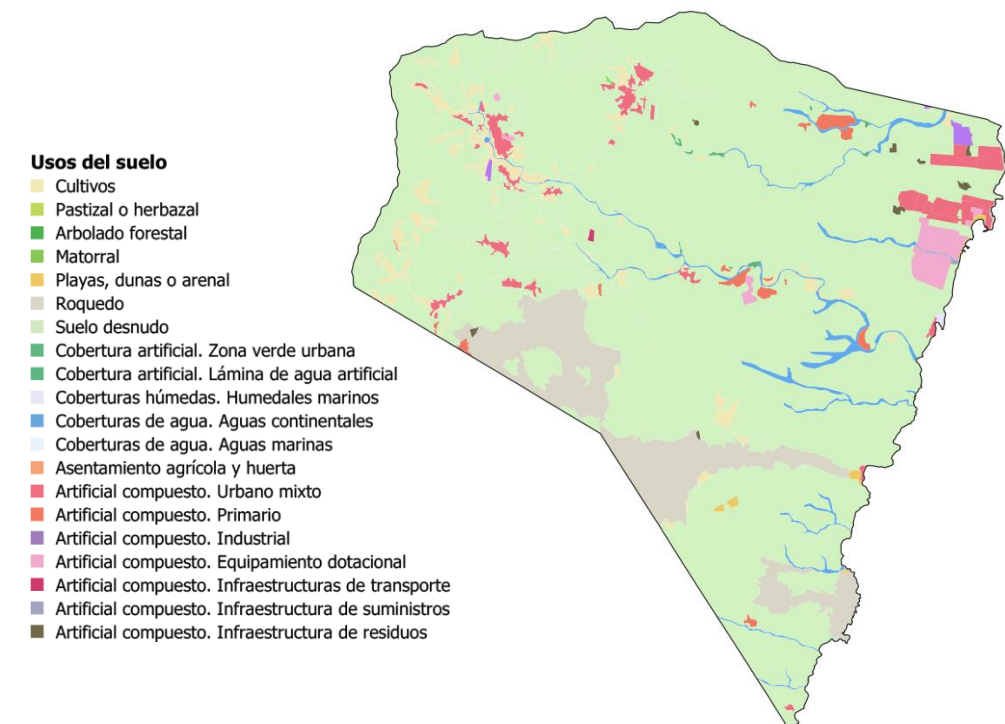 Usos del suelo
Cultivos
Pastizal o herbazal
Arbolado forestal
Matorral
Playas, dunas o arenal
Roquedo
Suelo desnudo
Cobertura artificial. Zona verde urbana
Cobertura artificial. Lámina de agua artificial
Coberturas húmedas. Humedales marinos
Coberturas de agua. Aguas continentales
Coberturas de agua. Aguas marinas
Asentamiento agrícola y huerta
Artificial compuesto. Urbano mixto
Artificial compuesto. Primario
Artificial compuesto. Industrial
Artificial compuesto. Equipamiento dotacional
Artificial compuesto. Infraestructuras de transporte
Artificial compuesto. Infraestructura de suministros
Artificial compuesto. Infraestructura de residuos